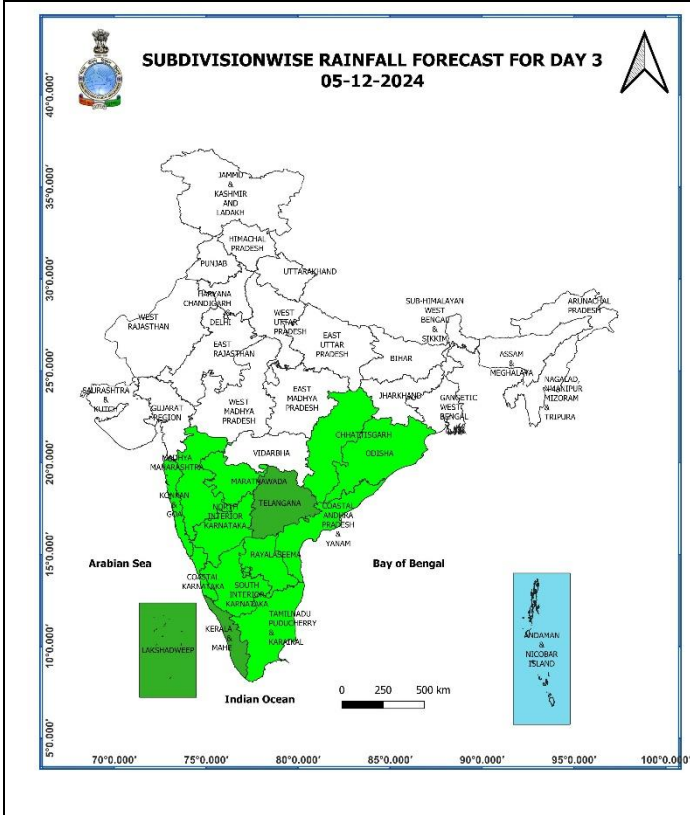 SUBDIVISIONWISE RAINFALL FORECAST FOR DAY 3
05-12-2024
40°0.000'
35°0.000'
30°0.000'
25°0.000'
20°0.000'
15°0.000'
10°0.000'
5°0.000'
JAMMU
&
KASHMIR
AND
LADAKH
HIMACHAL
PRADESH
PUNJAB
UTTARAKHAND
HARYANA
CHANDIGARH
&
DELHI
WEST
RAJASTHAN
WEST
UTTAR
PRADESH
EAST
RAJASTHAN
EAST
UTTAR
PRADESH
SUB-HIMALAYAN
WEST
BENGAL
&
SIKKIM
ARUNACHAL
PRADESH
BIHAR
ASSAM
&
MEGHALAYA
NAGALAD,
MANIPUR
MIZORAM
&
TRIPURA
SAURASHTRA
&
KUTCH
GUJARAT
REGION
WEST
MADHYA
PRADESH
EAST
MADHYA
PRADESH
JHARKHAND
GANGETIC
WEST
BENGAL
CHHATTISGARH
ODISHA
VIDARBHA
MADHYA
MAHARASHTRA
MARATHAWADA
TELANGANA
KONKAN
&
GOA
NORTH
INTERIOR
KARNATAKA
COASTAL
ANDHRA
PRADESH
&
YANAM
RAYALASEEMA
Arabian Sea
Bay of Bengal
COASTAL
KARNATAKA
SOUTH
INTERIOR
KARNATAKA
TAMILNADU
PUDUCHERRY
&
KARAIKAL
KERALA
&
MAHE
LAKSHADWEEP
ANDAMAN
&
NICOBAR
ISLAND
Indian Ocean
0 250 500 km
70°0.000' 75°0.000' 80°0.000' 85°0.000' 90°0.000' 95°0.000' 100°0.000'